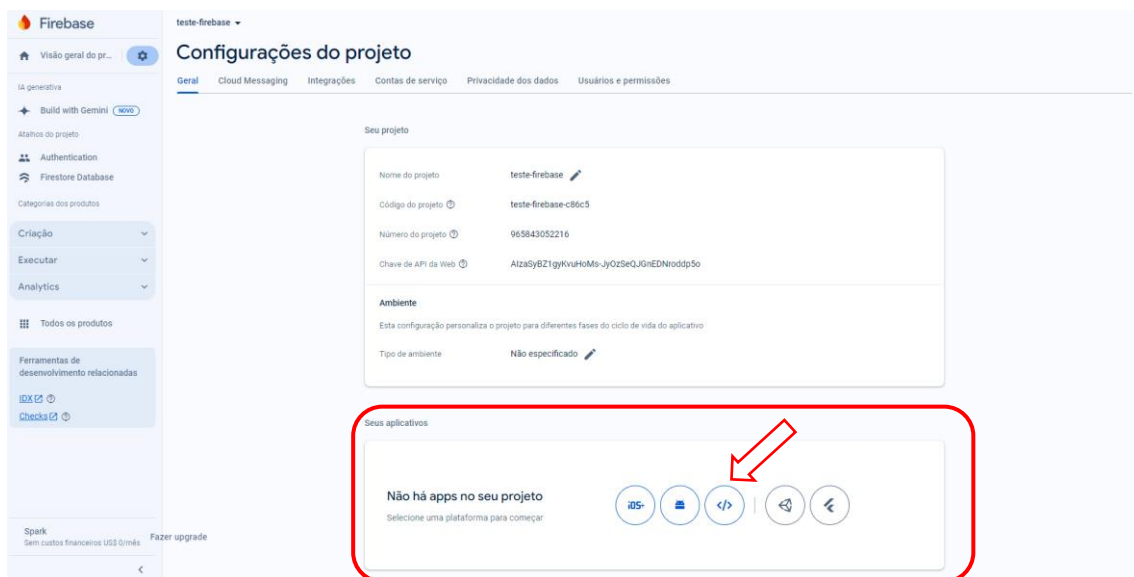 Firebase
teste-firebase
Visão geral do pr...
Configurações do projeto
Geral Cloud Messaging Integrações Contas de serviço Privacidade dos dados Usuários e permissões
IA generativa
Build with Gemini NOVO
Atalhos do projeto
Authentication
Firestore Database
Categorias dos produtos
Criação
Executar
Analytics
Todos os produtos
Ferramentas de
desenvolvimento relacionadas
IDX
Checks
Spark
Sem custos financeiros US$ 0/mês
Fazer upgrade
Seu projeto
Nome do projeto teste-firebase
Código do projeto teste-firebase-c86c5
Número do projeto 965843052216
Chave de API da Web AIzaSyBZ1gyKvuHoMs-JyOzSeQJGnEDNroddp5o
Ambiente
Esta configuração personaliza o projeto para diferentes fases do ciclo de vida do aplicativo
Tipo de ambiente Não especificado
Seus aplicativos
Não há apps no seu projeto
Selecione uma plataforma para começar
iOS+ </>